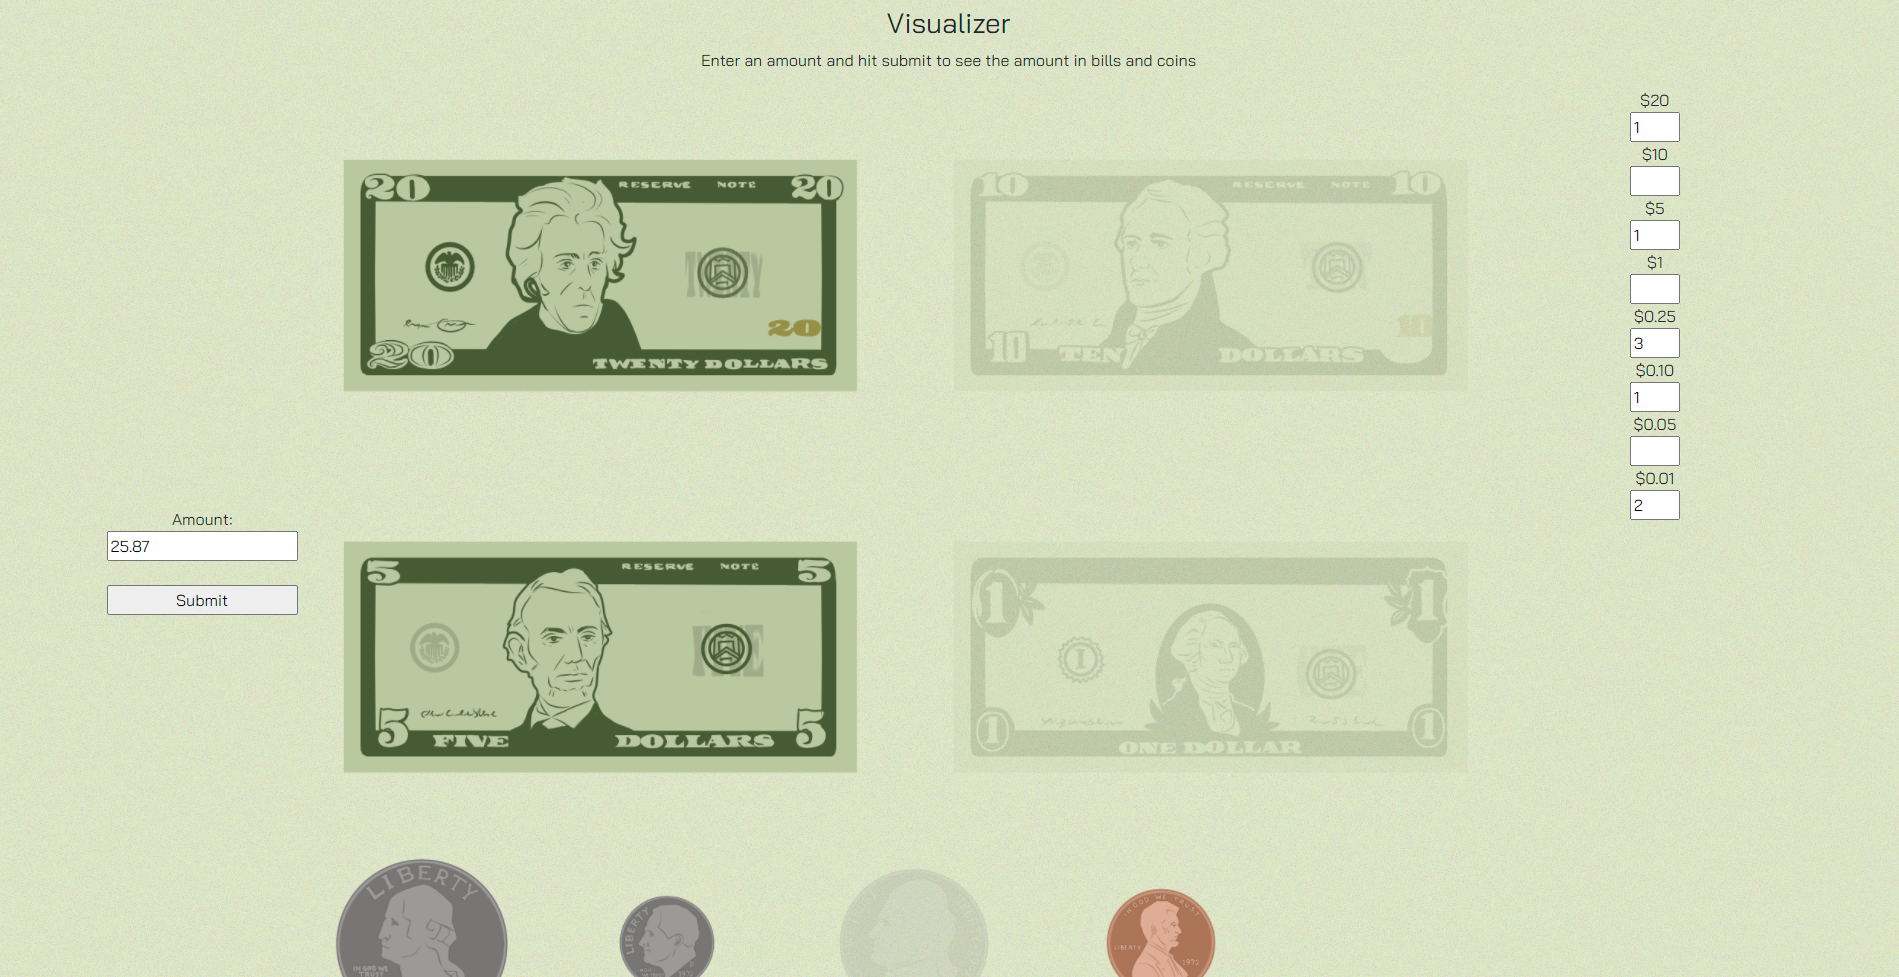 Visualizer
Enter an amount and hit submit to see the amount in bills and coins
$20
1
$10
$5
1
$1
$0.25
3
$0.10
1
$0.05
$0.01
2
Amount:
25.87
Submit
20 RESERVE NOTE 20
20
20 TWENTY DOLLARS
10 RESERVE NOTE 10
10
10 TEN DOLLARS
5 RESERVE NOTE 5
5 FIVE DOLLARS 5
1 1
I
1 ONE DOLLAR 1
LIBERTY
IN GOD WE
TRUST
LIBERTY
1972
IN GOD WE TRUST
LIBERTY
1972